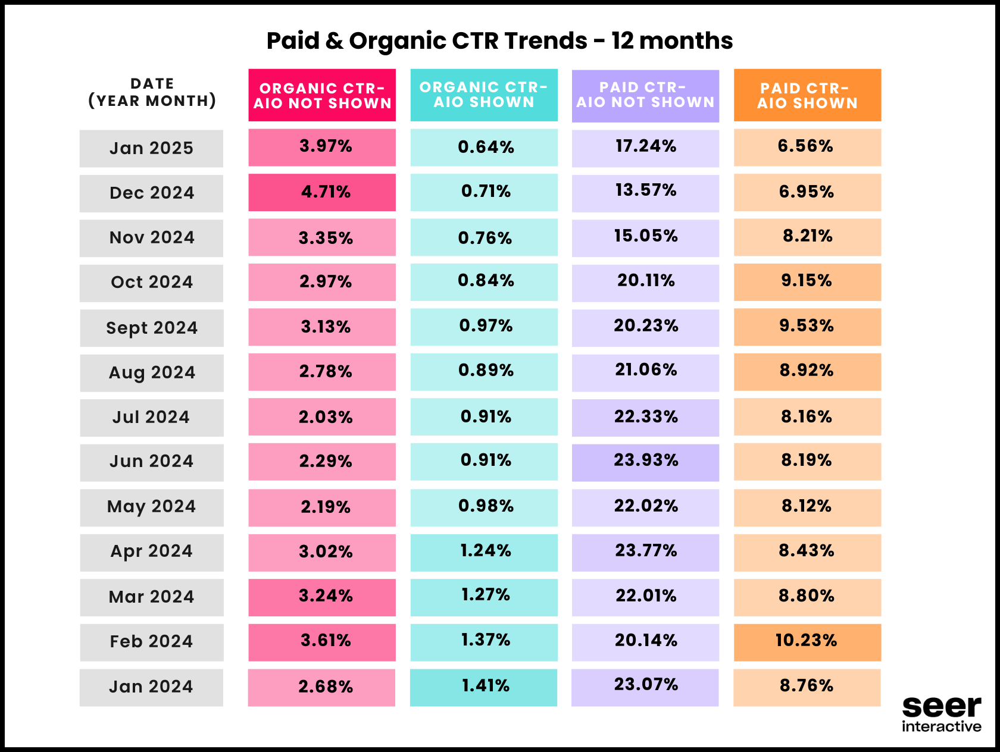 Paid & Organic CTR Trends - 12 months
DATE
(YEAR MONTH)
ORGANIC CTR-
AIO NOT SHOWN
ORGANIC CTR-
AIO SHOWN
PAID CTR-
AIO NOT SHOWN
PAID CTR-
AIO SHOWN
Jan 2025 3.97% 0.64% 17.24% 6.56%
Dec 2024 4.71% 0.71% 13.57% 6.95%
Nov 2024 3.35% 0.76% 15.05% 8.21%
Oct 2024 2.97% 0.84% 20.11% 9.15%
Sept 2024 3.13% 0.97% 20.23% 9.53%
Aug 2024 2.78% 0.89% 21.06% 8.92%
Jul 2024 2.03% 0.91% 22.33% 8.16%
Jun 2024 2.29% 0.91% 23.93% 8.19%
May 2024 2.19% 0.98% 22.02% 8.12%
Apr 2024 3.02% 1.24% 23.77% 8.43%
Mar 2024 3.24% 1.27% 22.01% 8.80%
Feb 2024 3.61% 1.37% 20.14% 10.23%
Jan 2024 2.68% 1.41% 23.07% 8.76%
seer
interactive